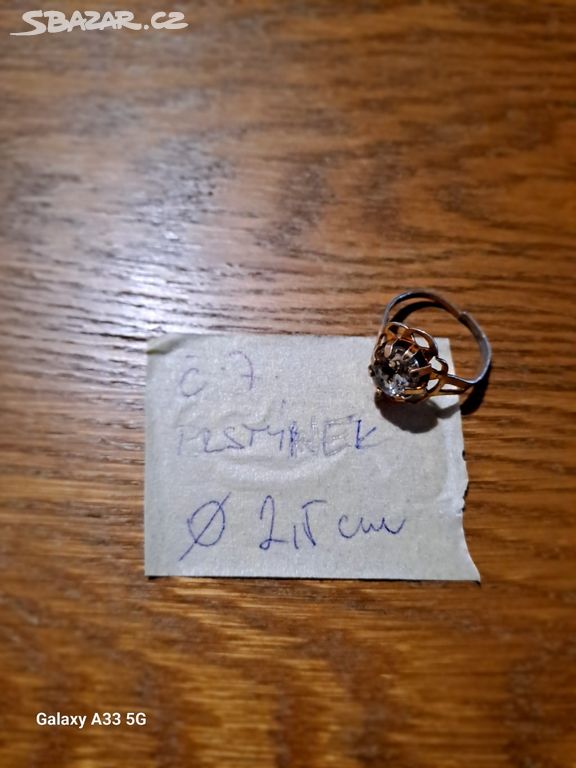 SBAZAR.CZ
č 7
PRSTÝNEK
Ø 2,5 cm
Galaxy A33 5G